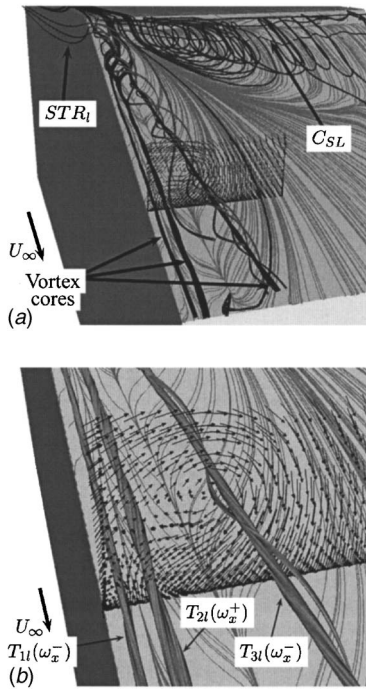 STR_l
C_SL
U_∞
Vortex
cores
(a)
U_∞
T_1l(ω_x^-)
T_2l(ω_x^+)
T_3l(ω_x^-)
(b)